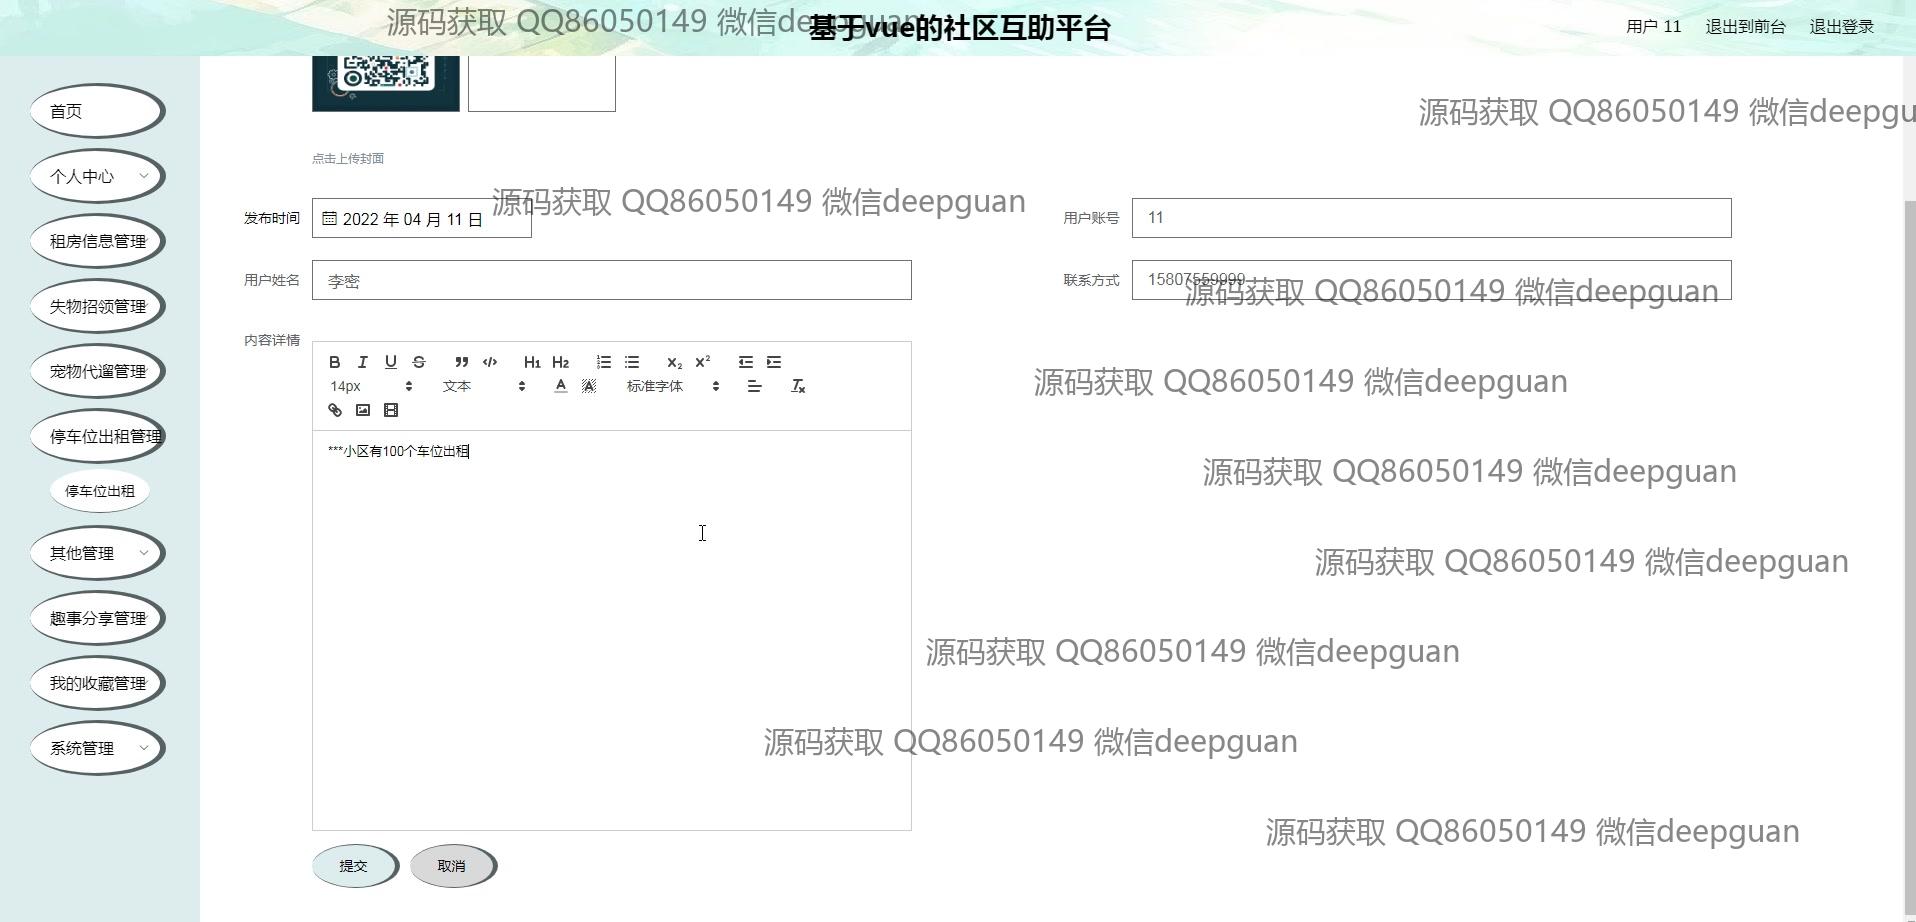 源码获取 QQ86050149 微信deepguan
基于vue的社区互助平台
用户 11 退出到前台 退出登录
首页
个人中心
租房信息管理
失物招领管理
宠物代遛管理
停车位出租管理
停车位出租
其他管理
趣事分享管理
我的收藏管理
系统管理
源码获取 QQ86050149 微信deepgu
点击上传封面
源码获取 QQ86050149 微信deepguan
发布时间 2022 年 04 月 11 日
用户账号 11
用户姓名 李密
联系方式 15807559999
源码获取 QQ86050149 微信deepguan
内容详情
B I U S H1 H2 X2 X2
14px 文本 A A 标准字体 Tx
源码获取 QQ86050149 微信deepguan
***小区有100个车位出租
源码获取 QQ86050149 微信deepguan
源码获取 QQ86050149 微信deepguan
源码获取 QQ86050149 微信deepguan
源码获取 QQ86050149 微信deepguan
源码获取 QQ86050149 微信deepguan
提交 取消